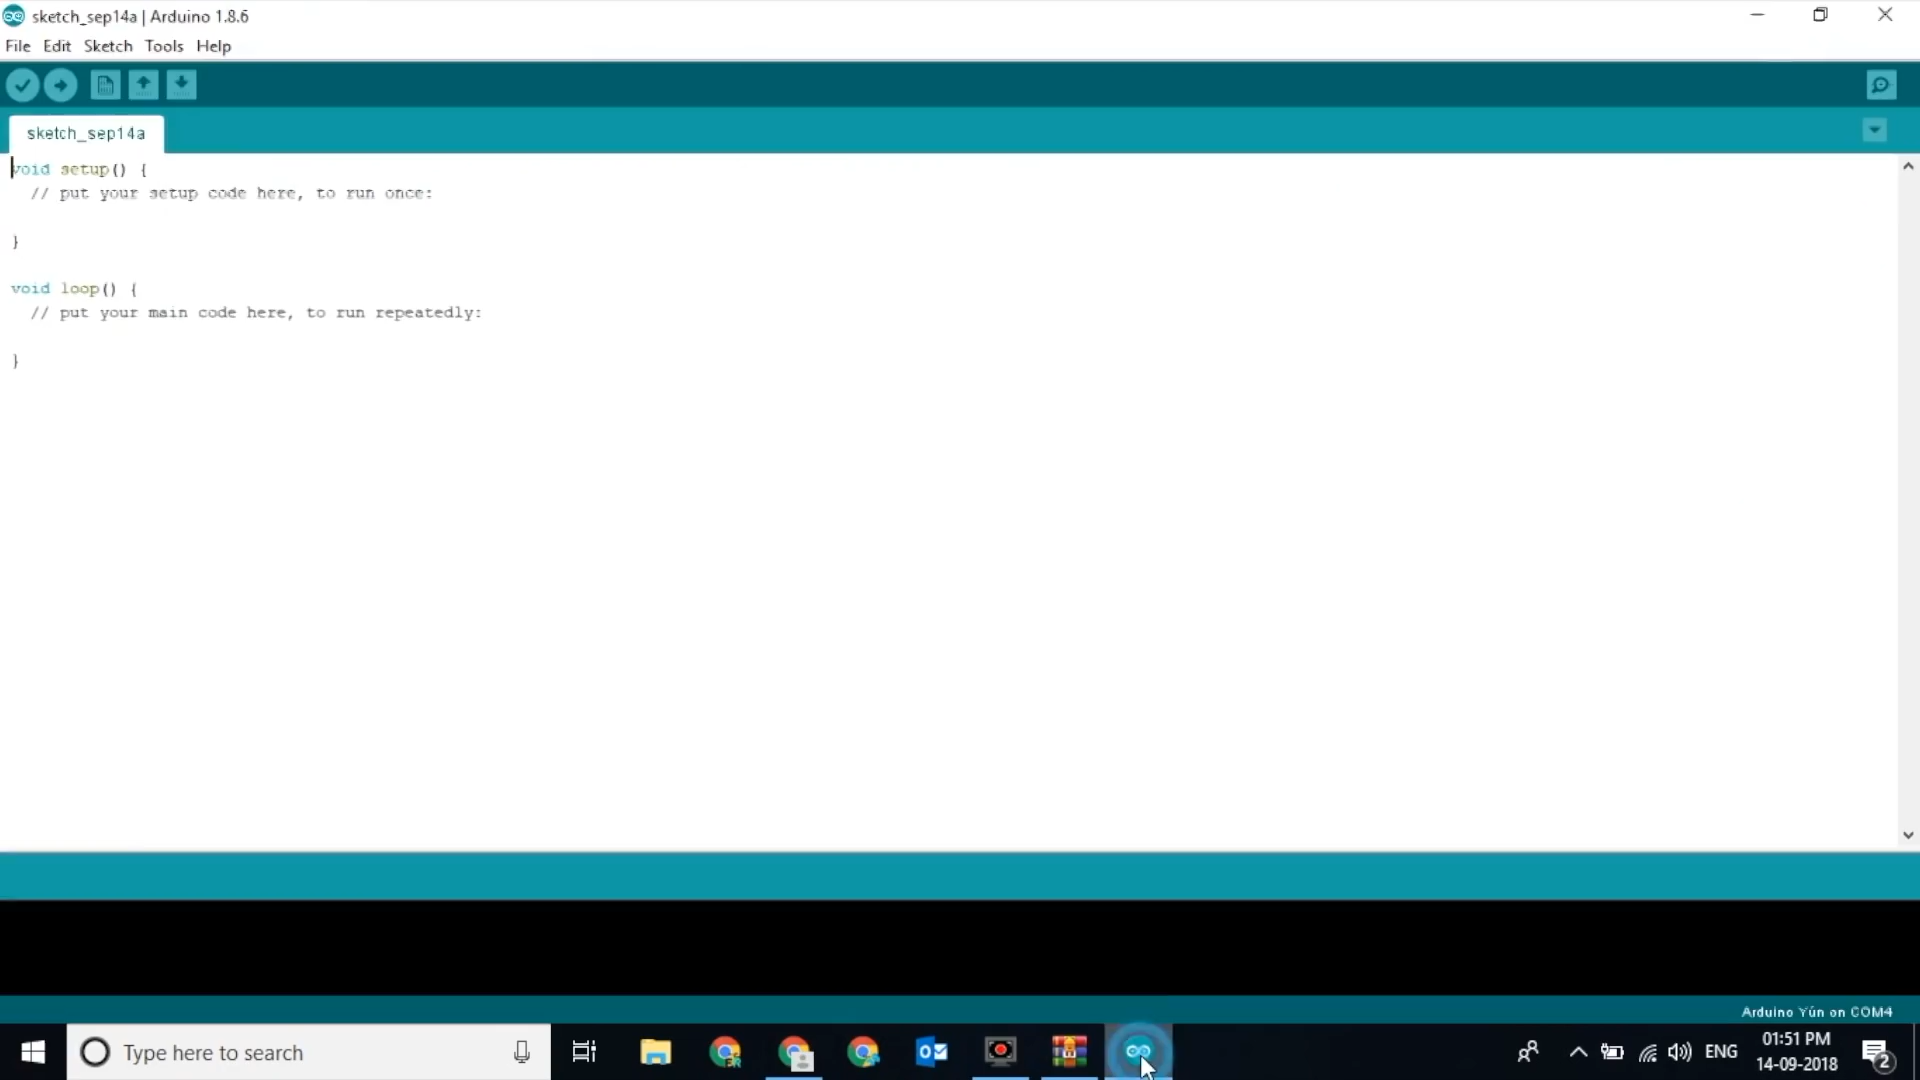 sketch_sep14a | Arduino 1.8.6
File Edit Sketch Tools Help
sketch_sep14a
void setup() {
// put your setup code here, to run once:
}
void loop() {
// put your main code here, to run repeatedly:
}
Arduino Yún on COM4
Type here to search
ENG
01:51 PM
14-09-2018
2